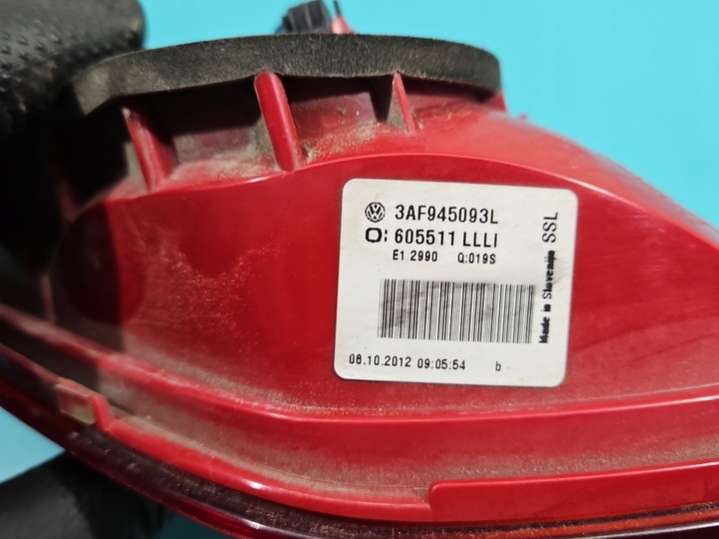 3AF945093L
O: 605511 LLLI
E1 2990 Q:019S
Made in Slovenija SSL
08.10.2012 09:05:54 b